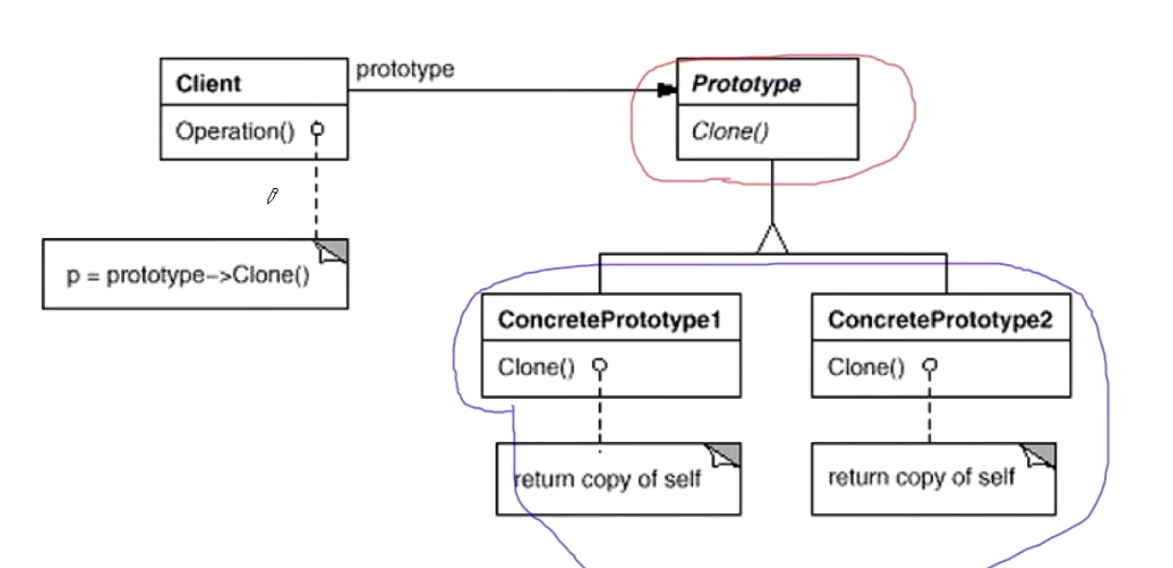 Client
prototype
Prototype
Operation()
Clone()
p = prototype–>Clone()
ConcretePrototype1
ConcretePrototype2
Clone()
Clone()
return copy of self
return copy of self